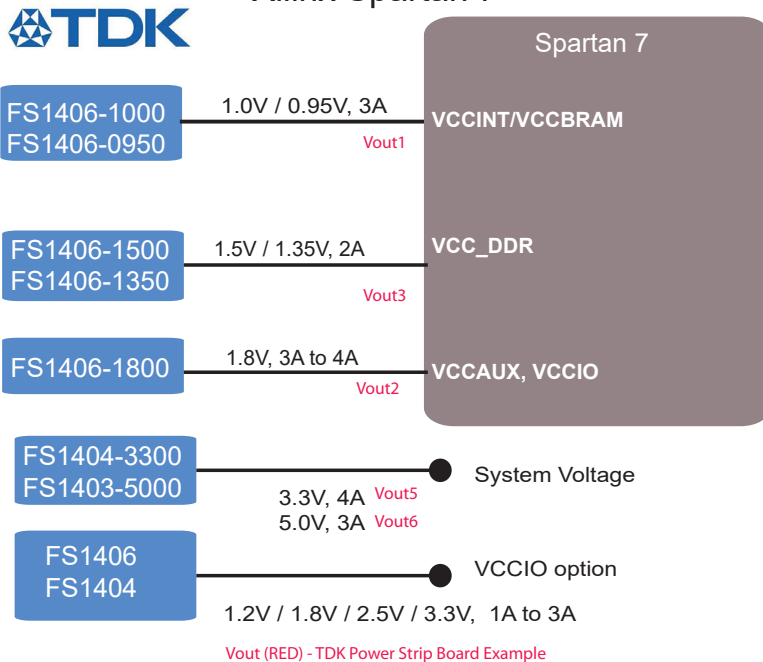 TDK
Spartan 7
FS1406-1000
FS1406-0950
1.0V / 0.95V, 3A
Vout1
VCCINT/VCCBRAM
FS1406-1500
FS1406-1350
1.5V / 1.35V, 2A
Vout3
VCC_DDR
FS1406-1800
1.8V, 3A to 4A
Vout2
VCCAUX, VCCIO
FS1404-3300
FS1403-5000
3.3V, 4A Vout5
5.0V, 3A Vout6
System Voltage
FS1406
FS1404
VCCIO option
1.2V / 1.8V / 2.5V / 3.3V, 1A to 3A
Vout (RED) - TDK Power Strip Board Example